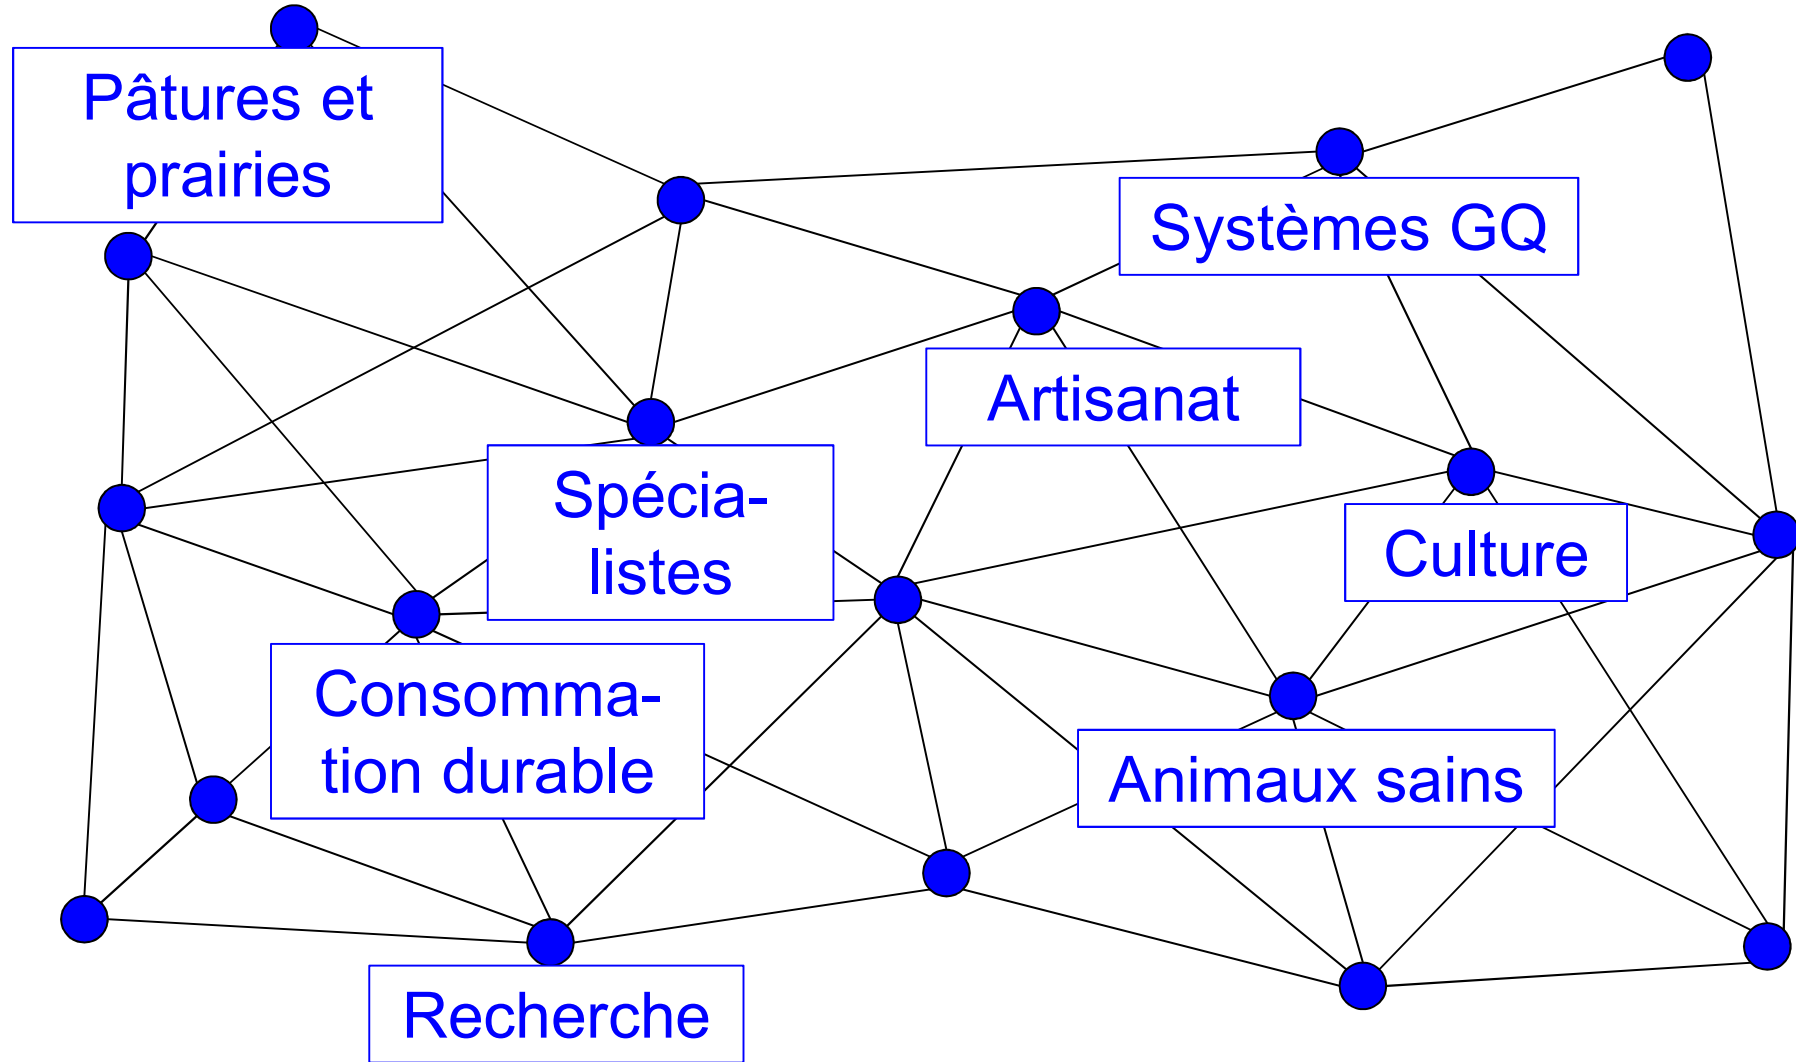 Pâtures et
prairies
Systèmes GQ
Artisanat
Spécia-
listes
Culture
Consomma-
tion durable
Animaux sains
Recherche